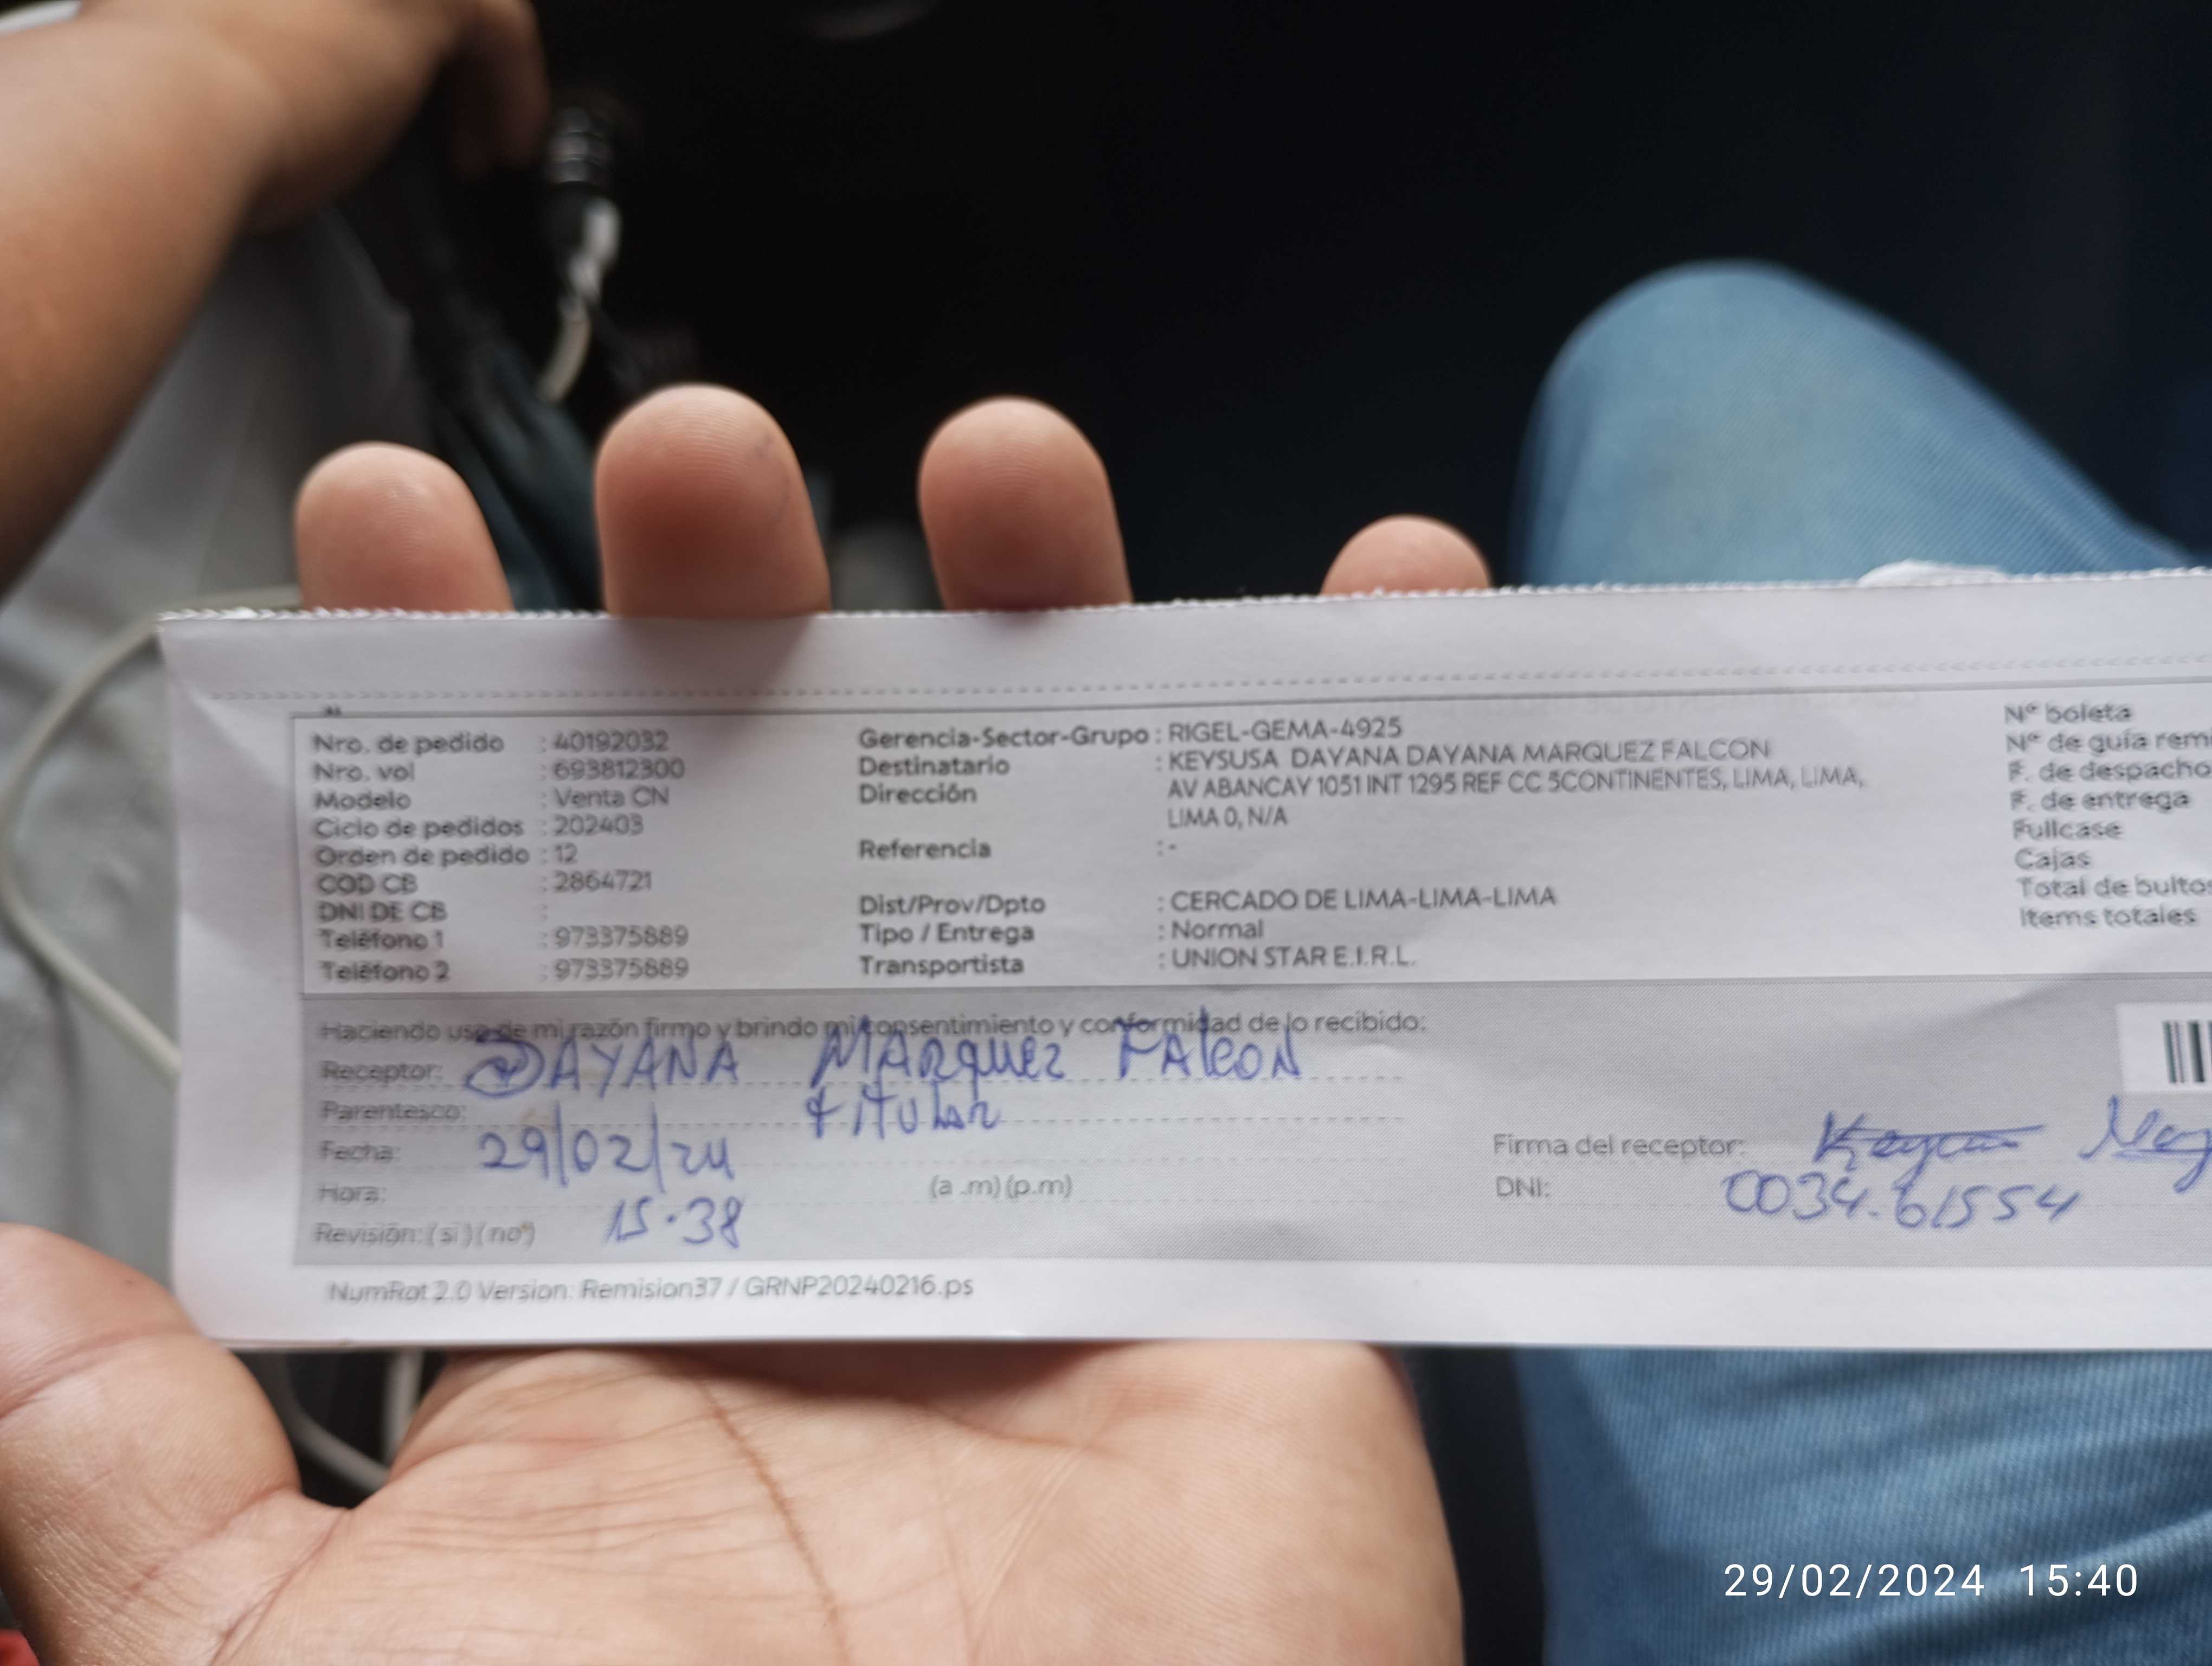 Nro. de pedido : 40192032
Nro. vol : 693812300
Modelo : Venta CN
Ciclo de pedidos : 202403
Orden de pedido : 12
COD CB : 2864721
DNI DE CB :
Teléfono 1 : 973375889
Teléfono 2 : 973375889
Gerencia-Sector-Grupo : RIGEL-GEMA-4925
Destinatario : KEYSUSA DAYANA DAYANA MARQUEZ FALCON
Dirección AV ABANCAY 1051 INT 1295 REF CC 5CONTINENTES, LIMA, LIMA,
LIMA 0, N/A
Referencia : -
Dist/Prov/Dpto : CERCADO DE LIMA-LIMA-LIMA
Tipo / Entrega : Normal
Transportista : UNION STAR E.I.R.L.
Nº boleta
Nº de guía remi
F. de despacho
F. de entrega
Fullcase
Cajas
Total de bultos
Items totales
Haciendo uso de mi razón firmo y brindo mi consentimiento y conformidad de lo recibido:
Receptor: DAYANA MARquez FALCON
Parentesco: titular
Fecha: 29/02/24
Hora: 15.38 (a .m) (p.m)
Revisión: ( si ) ( no* )
Firma del receptor:
DNI: 0034.61554
NumRot 2.0 Version: Remision37 / GRNP20240216.ps
29/02/2024 15:40